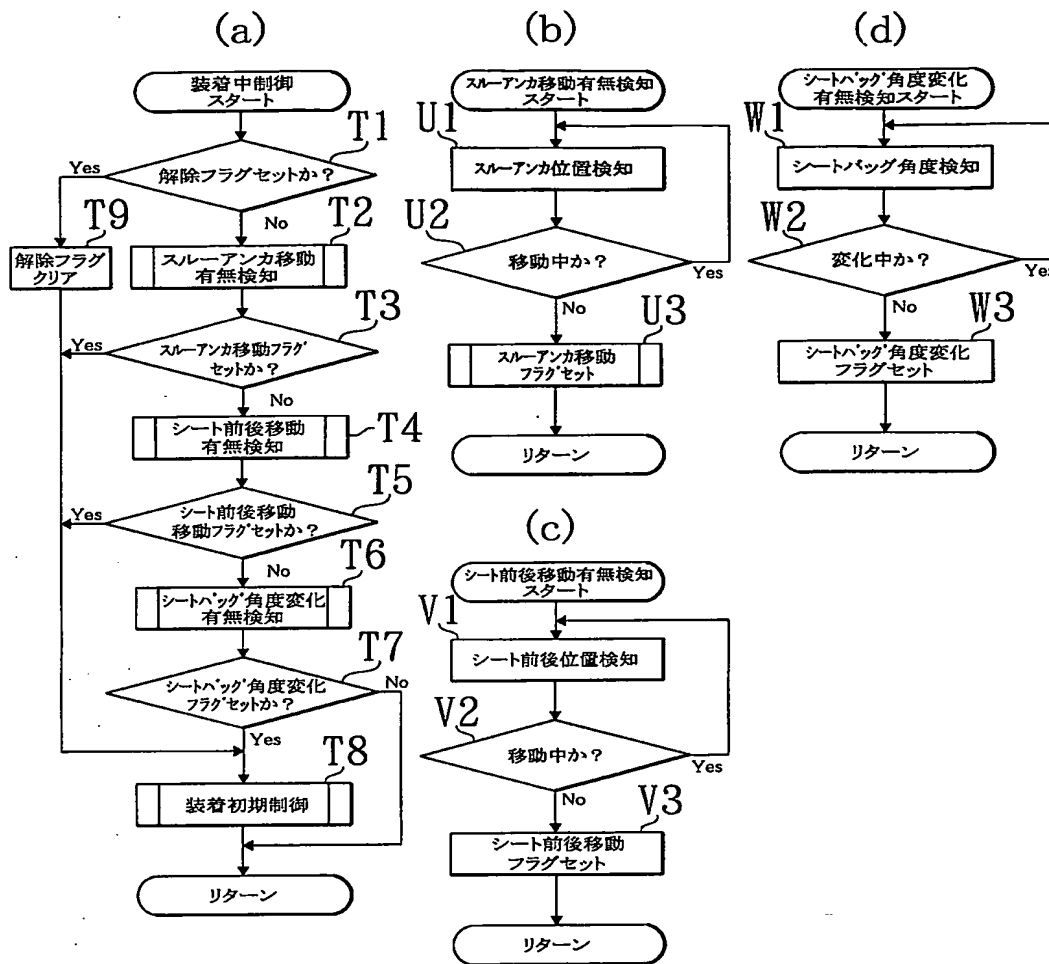 (a)
装着中制御
スタート
T1
解除フラグセットか?
Yes
No
T9
解除フラグ
クリア
T2
スルーアンカ移動
有無検知
T3
スルーアンカ移動フラグ
セットか?
Yes
No
シート前後移動
有無検知
T4
T5
シート前後移動
移動フラグセットか?
Yes
No
T6
シートバッグ角度変化
有無検知
T7
シートバッグ角度変化
フラグセットか?
No
Yes
T8
装着初期制御
リターン
(b)
スルーアンカ移動有無検知
スタート
U1
スルーアンカ位置検知
U2
移動中か?
Yes
No
U3
スルーアンカ移動
フラグセット
リターン
(c)
シート前後移動有無検知
スタート
V1
シート前後位置検知
V2
移動中か?
Yes
No
V3
シート前後移動
フラグセット
リターン
(d)
シートバッグ角度変化
有無検知スタート
W1
シートバッグ角度検知
W2
変化中か?
Yes
No
W3
シートバッグ角度変化
フラグセット
リターン